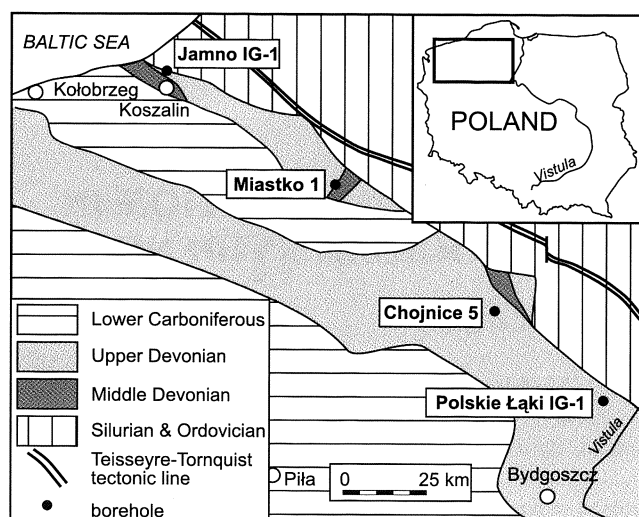 BALTIC SEA
Jamno IG-1
Kołobrzeg
Koszalin
POLAND
Vistula
Miastko 1
Chojnice 5
Polskie Łąki IG-1
Vistula
Bydgoszcz
Piła
0 25 km
Lower Carboniferous
Upper Devonian
Middle Devonian
Silurian & Ordovician
Teisseyre-Tornquist
tectonic line
borehole